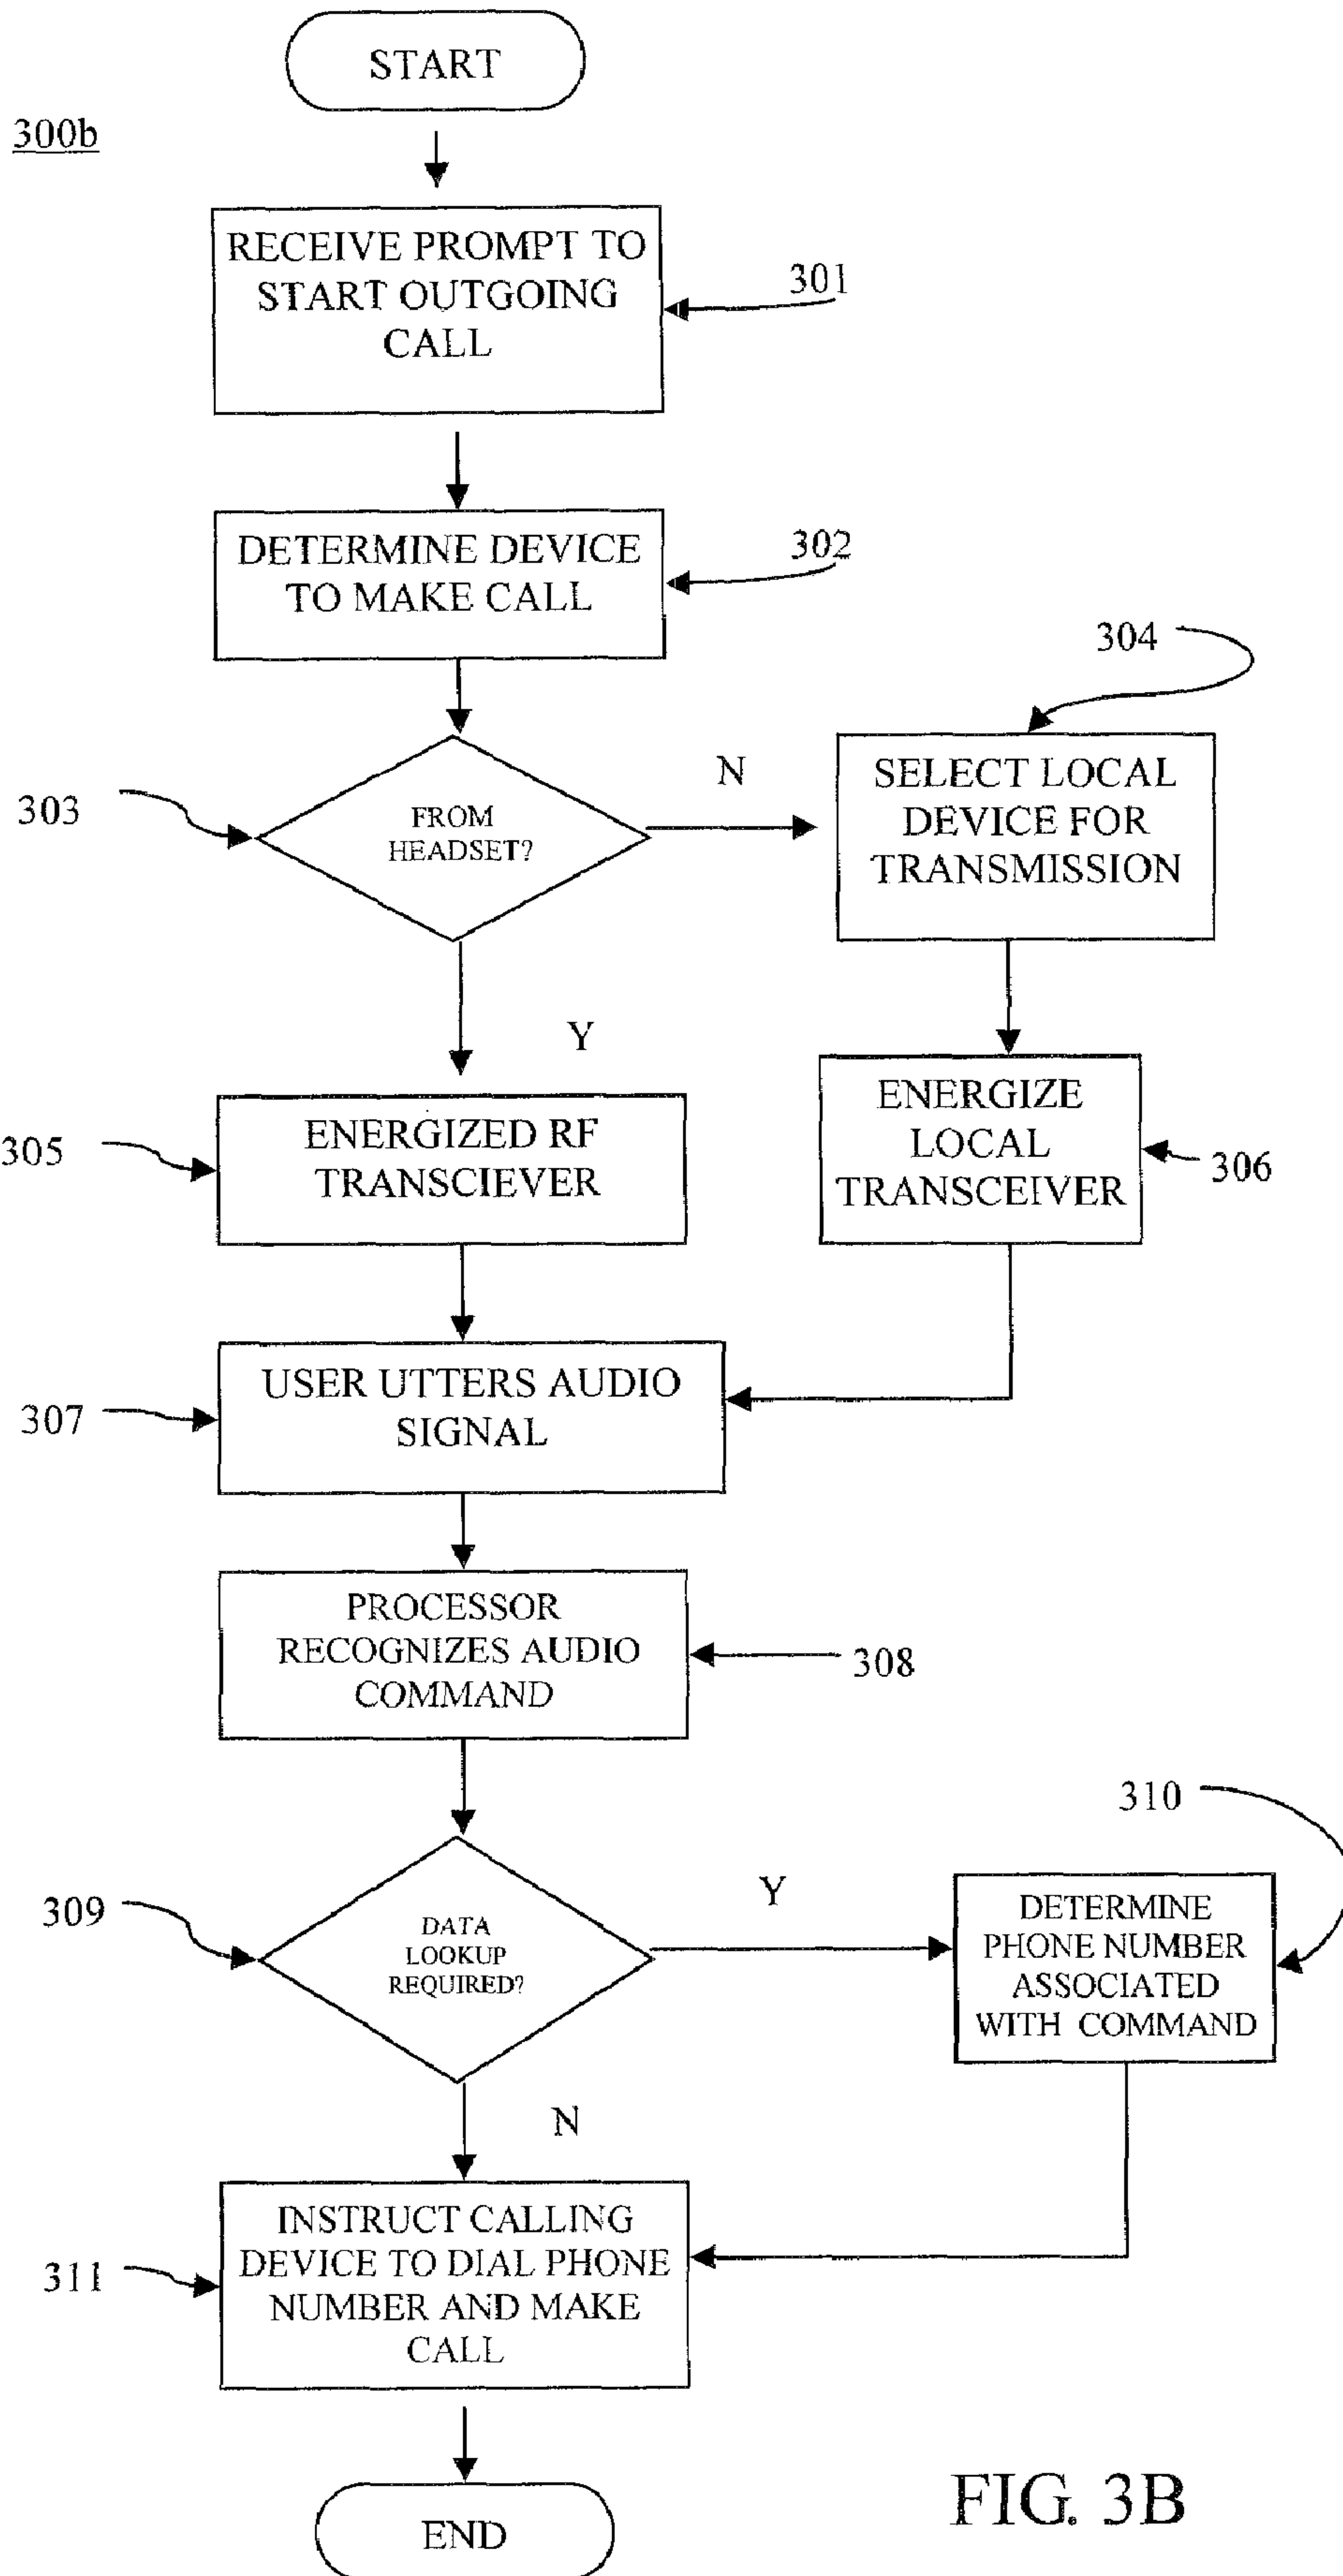 START
300b
RECEIVE PROMPT TO
START OUTGOING
CALL
301
DETERMINE DEVICE
TO MAKE CALL
302
304
303
FROM
HEADSET?
N
SELECT LOCAL
DEVICE FOR
TRANSMISSION
Y
305
ENERGIZED RF
TRANSCIEVER
ENERGIZE
LOCAL
TRANSCEIVER
306
307
USER UTTERS AUDIO
SIGNAL
PROCESSOR
RECOGNIZES AUDIO
COMMAND
308
310
309
DATA
LOOKUP
REQUIRED?
Y
DETERMINE
PHONE NUMBER
ASSOCIATED
WITH COMMAND
N
311
INSTRUCT CALLING
DEVICE TO DIAL PHONE
NUMBER AND MAKE
CALL
END
FIG. 3B